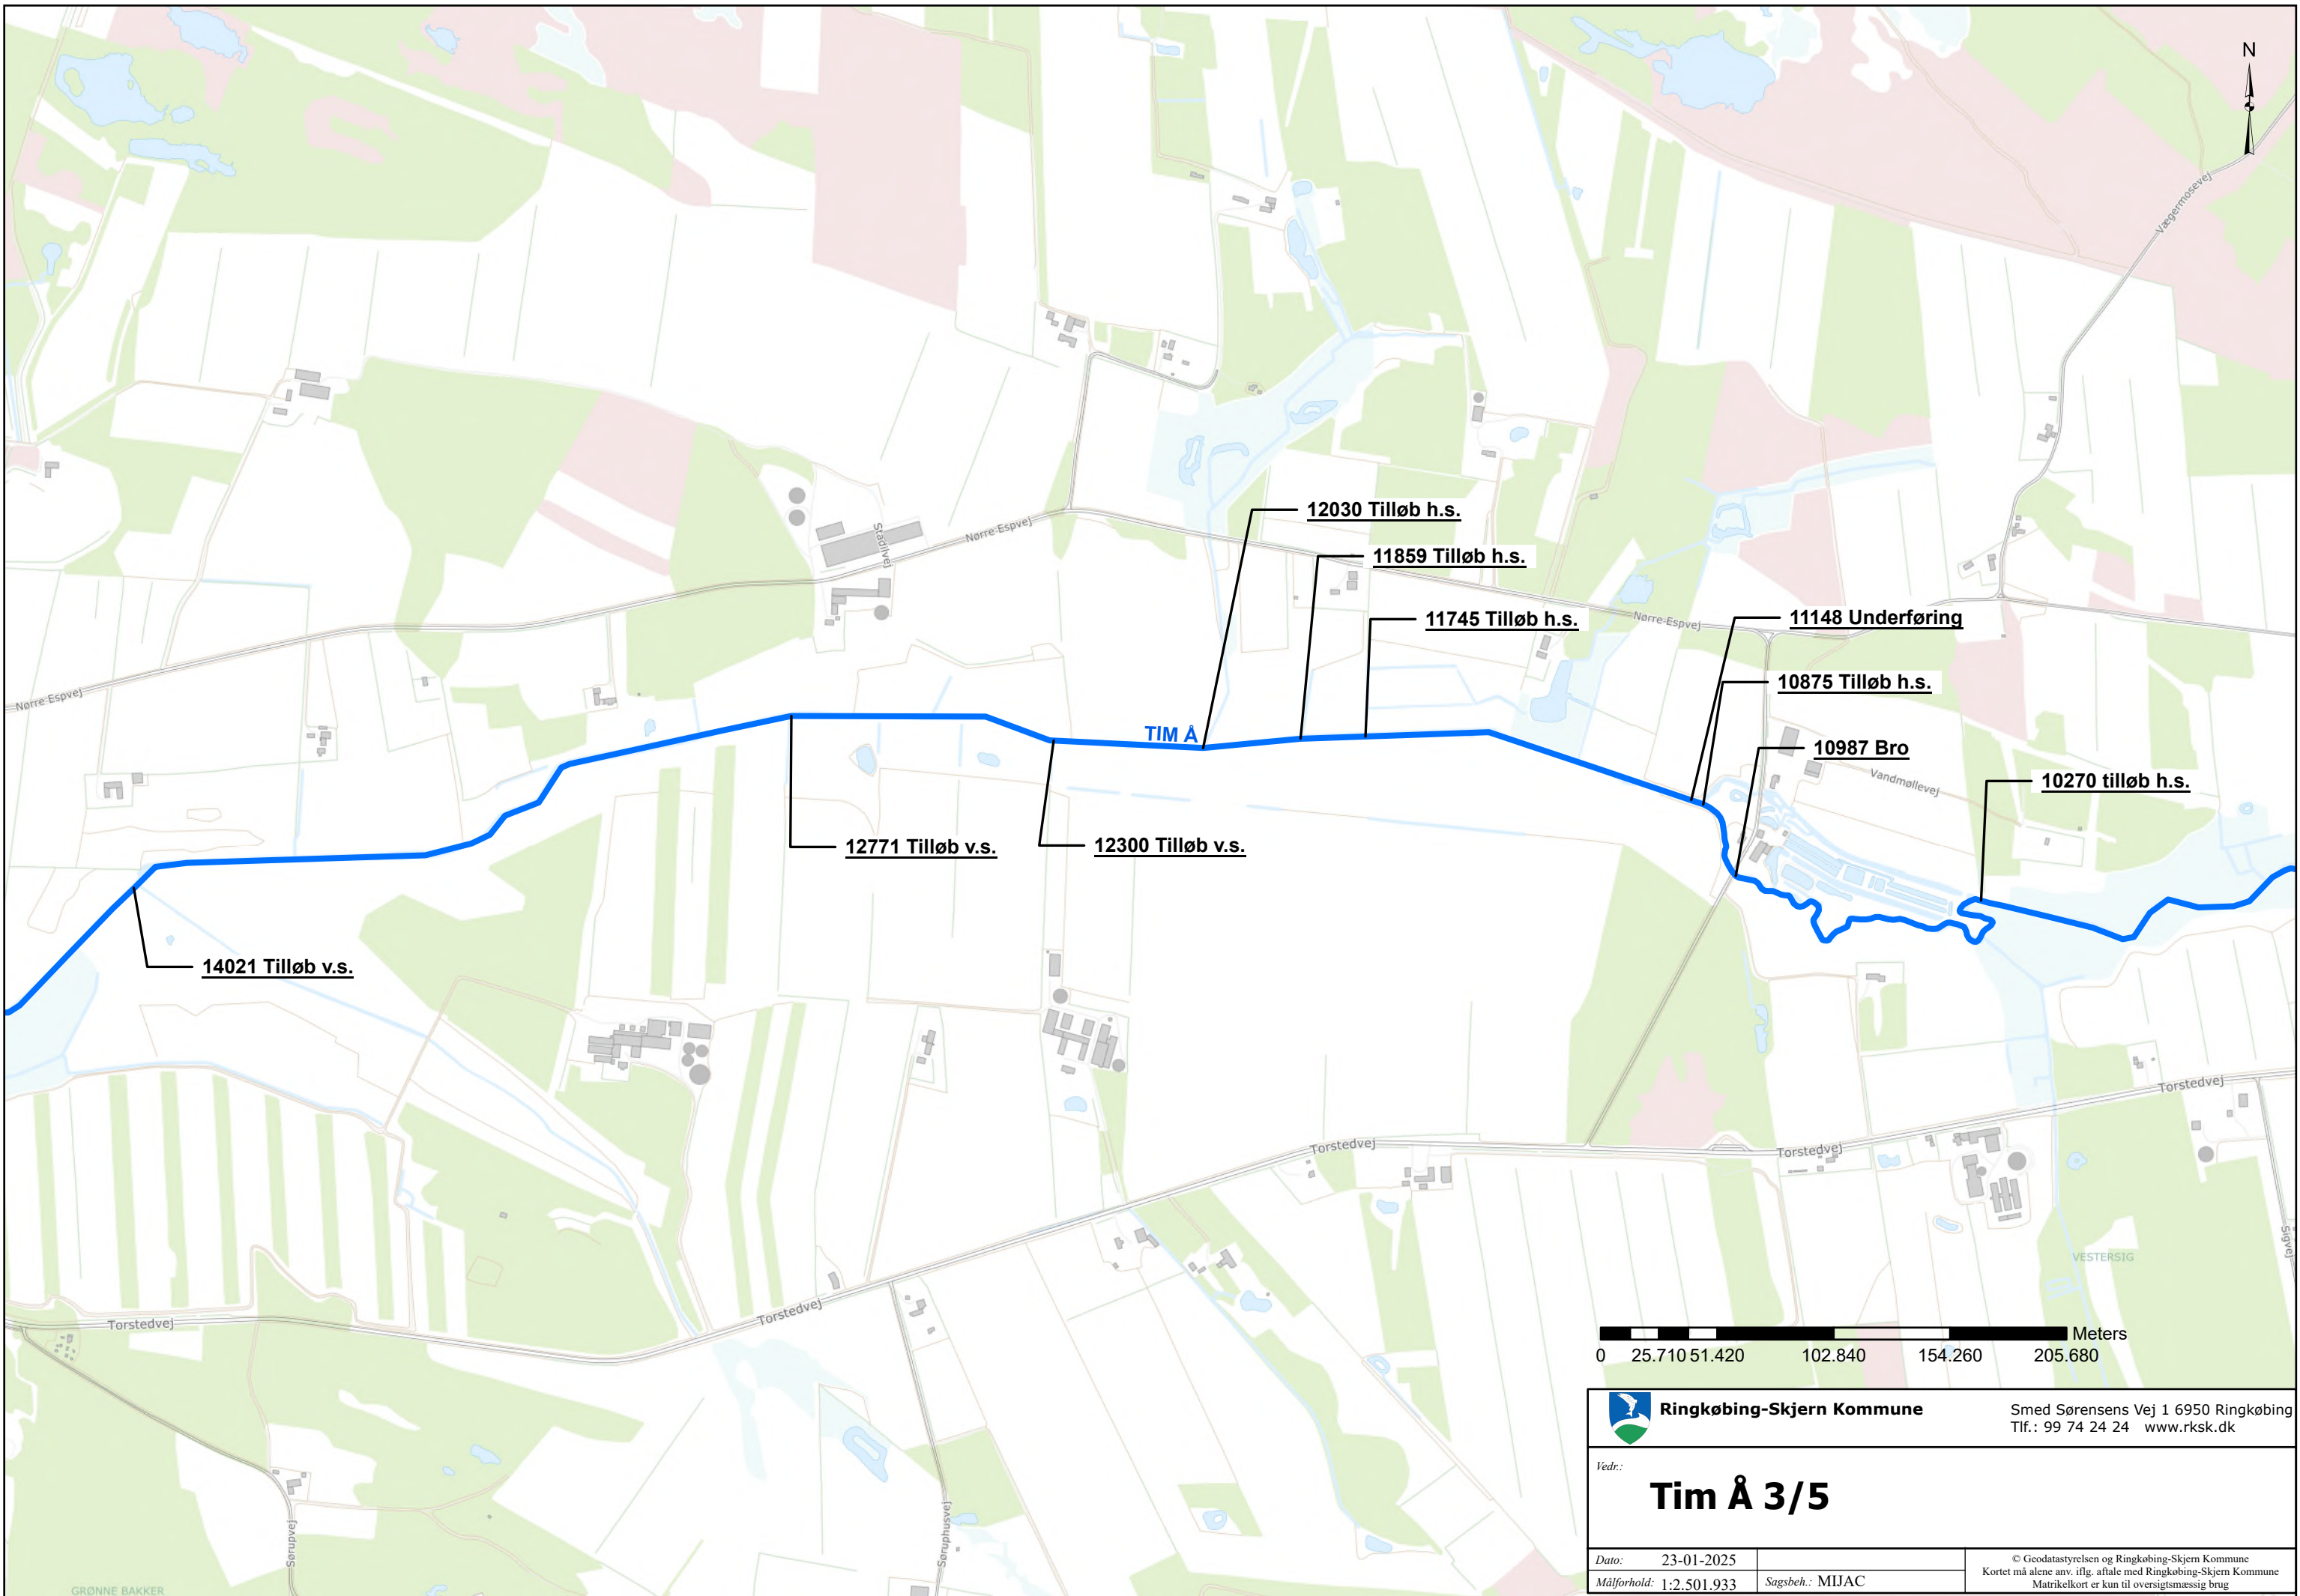 N
Vægermosevej
12030 Tilløb h.s.
Stadilvej
Nørre Espvej
11859 Tilløb h.s.
11745 Tilløb h.s.
Nørre Espvej
11148 Underføring
10875 Tilløb h.s.
Nørre Espvej
TIM Å
10987 Bro
Vandmøllevej
10270 tilløb h.s.
12771 Tilløb v.s.
12300 Tilløb v.s.
14021 Tilløb v.s.
Torstedvej
Torstedvej
Torstedvej
Sigvej
VESTERSIG
Torstedvej
Torstedvej
Meters
0 25.710 51.420 102.840 154.260 205.680
Ringkøbing-Skjern Kommune
Smed Sørensens Vej 1 6950 Ringkøbing
Tlf.: 99 74 24 24 www.rksk.dk
Vedr.:
Tim Å 3/5
Sørupvej
Søruphusvej
GRØNNE BAKKER
Dato: 23-01-2025
Målforhold: 1:2.501.933
Sagsbeh.: MIJAC
© Geodatastyrelsen og Ringkøbing-Skjern Kommune
Kortet må alene anv. iflg. aftale med Ringkøbing-Skjern Kommune
Matrikelkort er kun til oversigtsmæssig brug